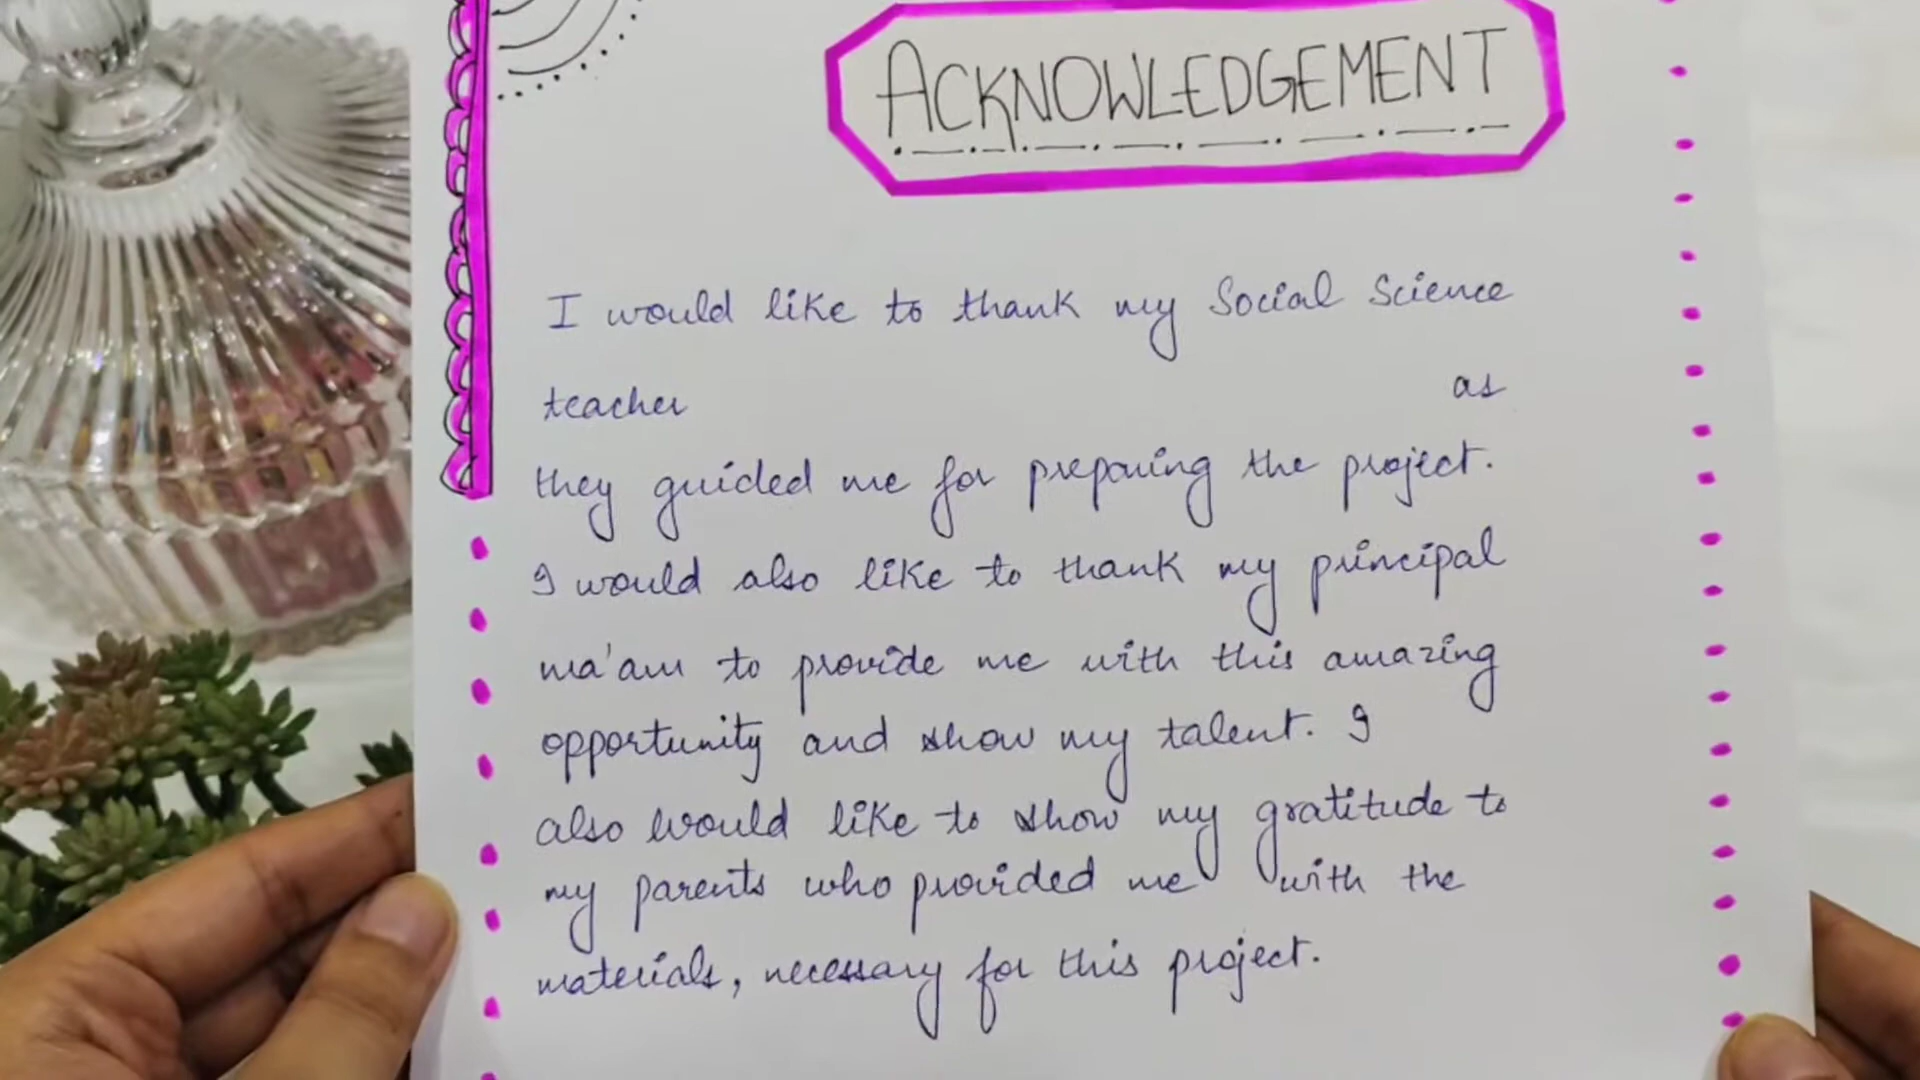 ACKNOWLEDGEMENT
I would like to thank my Social Science
teacher as
they guided me for preparing the project.
I would also like to thank my principal
ma'am to provide me with this amazing
opportunity and show my talent. I
also would like to show my gratitude to
my parents who provided me with the
materials, necessary for this project.